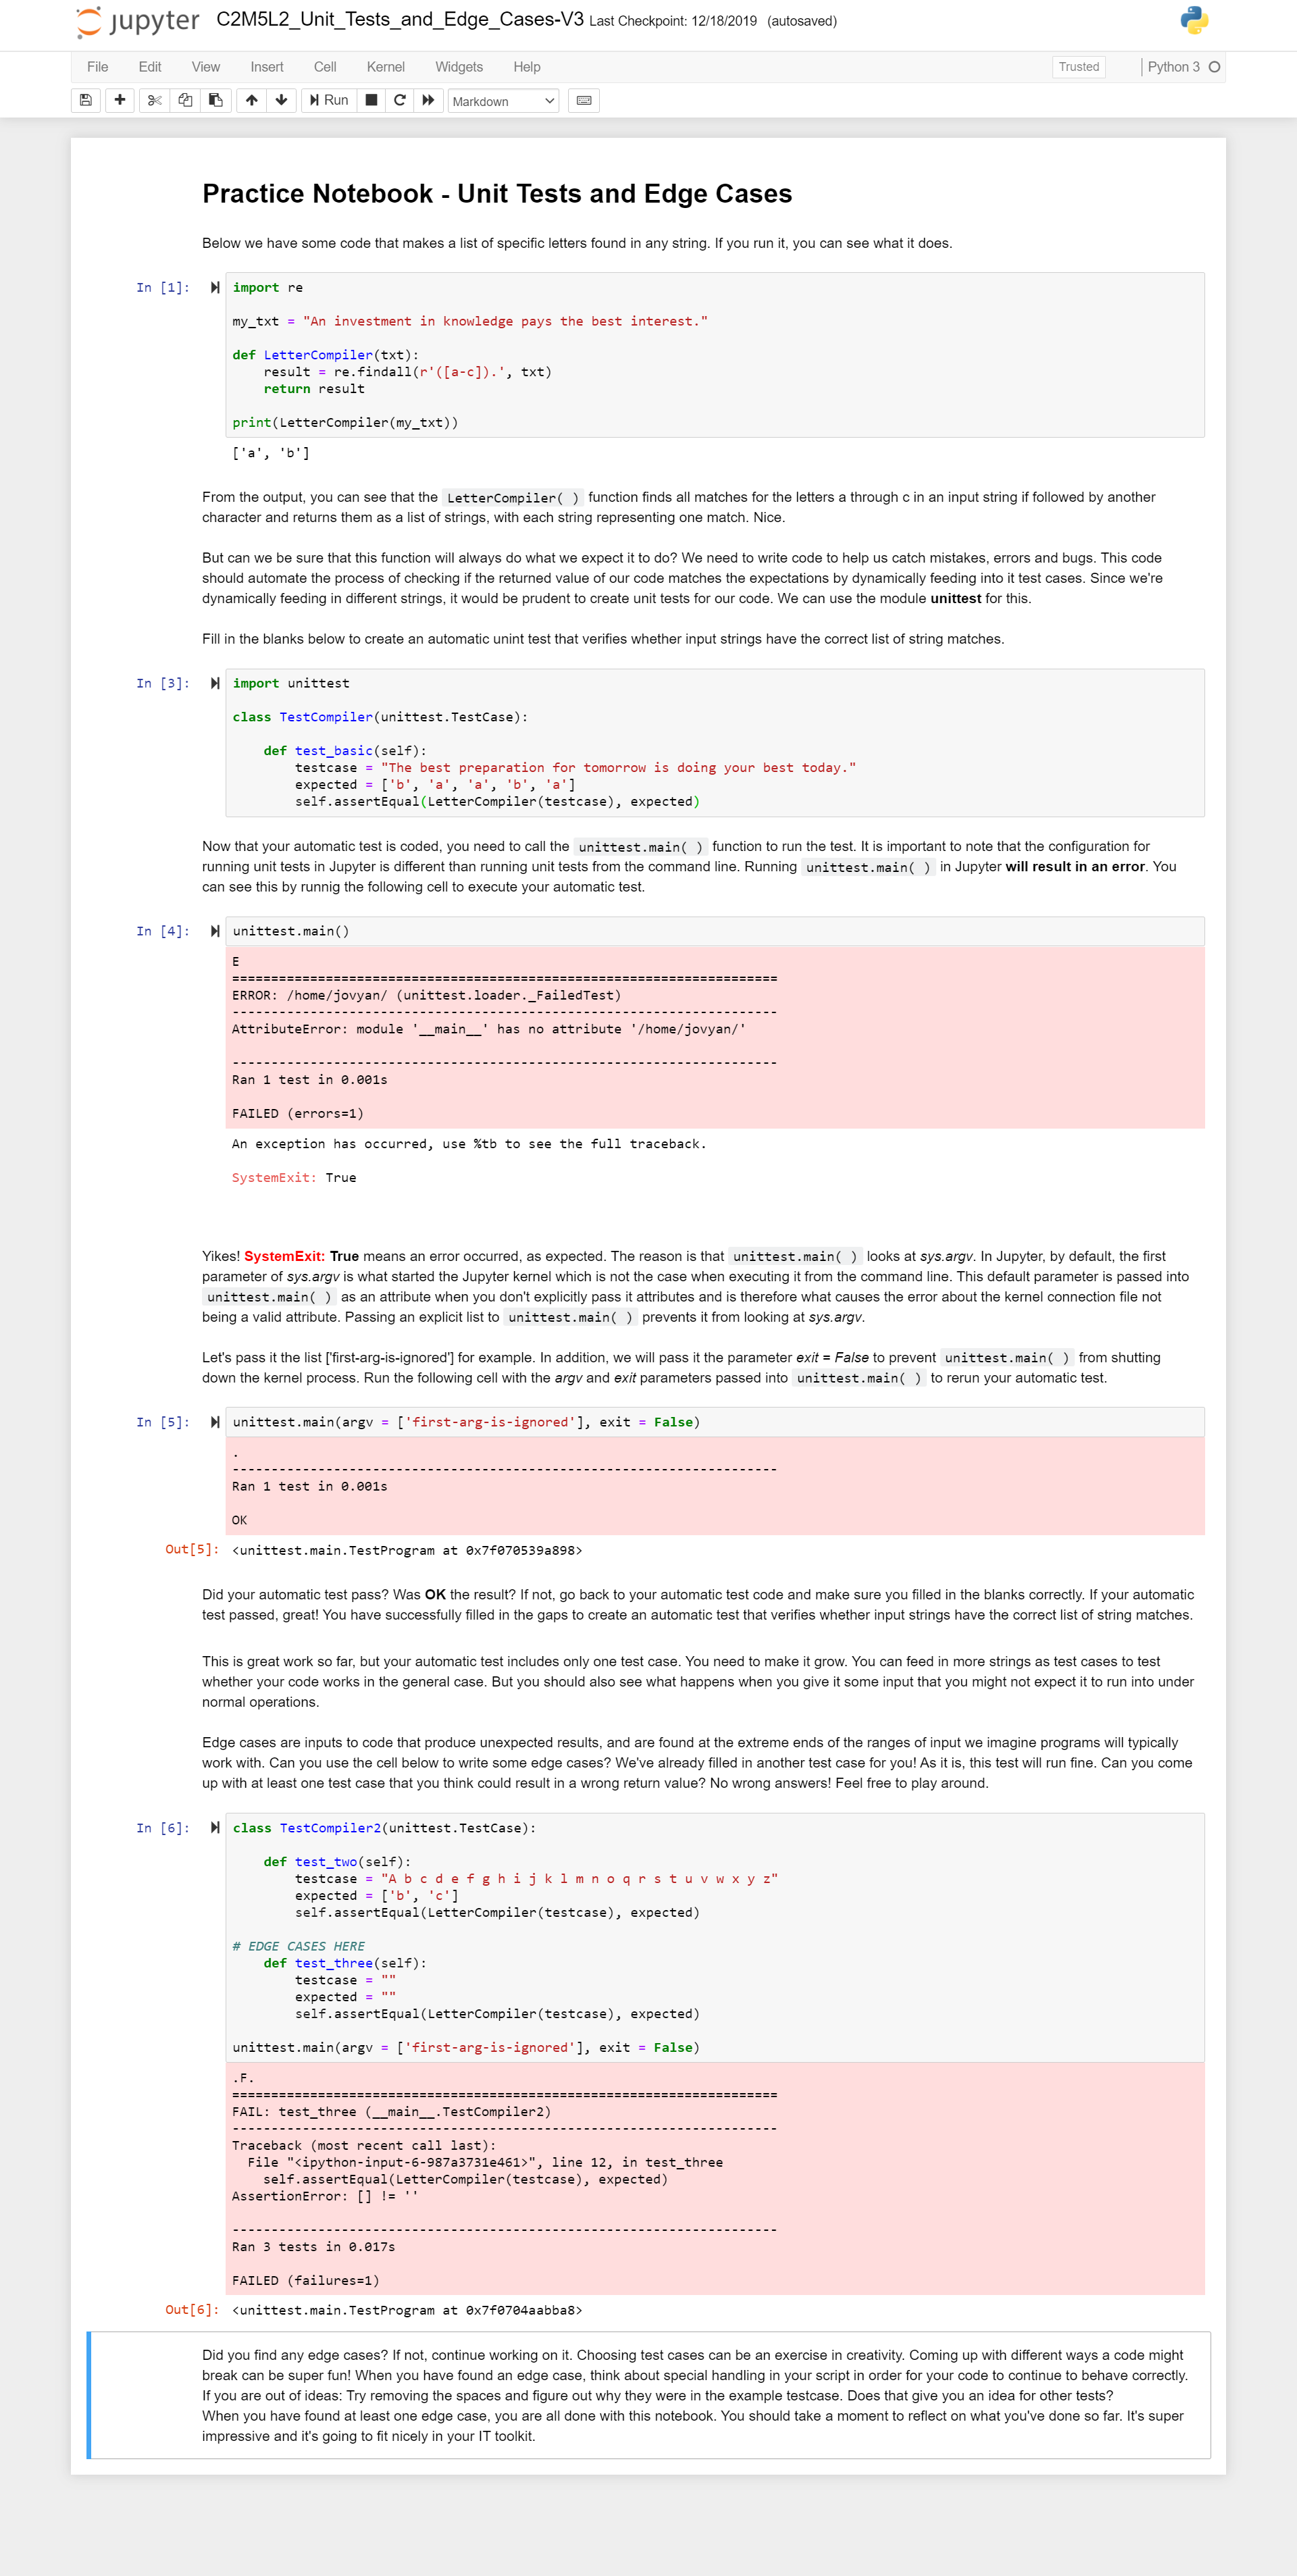 jupyter C2M5L2_Unit_Tests_and_Edge_Cases-V3 Last Checkpoint: 12/18/2019 (autosaved)
File Edit View Insert Cell Kernel Widgets Help Trusted Python 3
Run Markdown
Practice Notebook - Unit Tests and Edge Cases
Below we have some code that makes a list of specific letters found in any string. If you run it, you can see what it does.
In [1]: import re
my_txt = "An investment in knowledge pays the best interest."
def LetterCompiler(txt):
    result = re.findall(r'([a-c]).', txt)
    return result
print(LetterCompiler(my_txt))
['a', 'b']
From the output, you can see that the LetterCompiler( ) function finds all matches for the letters a through c in an input string if followed by another
character and returns them as a list of strings, with each string representing one match. Nice.
But can we be sure that this function will always do what we expect it to do? We need to write code to help us catch mistakes, errors and bugs. This code
should automate the process of checking if the returned value of our code matches the expectations by dynamically feeding into it test cases. Since we're
dynamically feeding in different strings, it would be prudent to create unit tests for our code. We can use the module unittest for this.
Fill in the blanks below to create an automatic unint test that verifies whether input strings have the correct list of string matches.
In [3]: import unittest
class TestCompiler(unittest.TestCase):
    def test_basic(self):
        testcase = "The best preparation for tomorrow is doing your best today."
        expected = ['b', 'a', 'a', 'b', 'a']
        self.assertEqual(LetterCompiler(testcase), expected)
Now that your automatic test is coded, you need to call the unittest.main( ) function to run the test. It is important to note that the configuration for
running unit tests in Jupyter is different than running unit tests from the command line. Running unittest.main( ) in Jupyter will result in an error. You
can see this by runnig the following cell to execute your automatic test.
In [4]: unittest.main()
E
======================================================================
ERROR: /home/jovyan/ (unittest.loader._FailedTest)
----------------------------------------------------------------------
AttributeError: module '__main__' has no attribute '/home/jovyan/'
----------------------------------------------------------------------
Ran 1 test in 0.001s
FAILED (errors=1)
An exception has occurred, use %tb to see the full traceback.
SystemExit: True
Yikes! SystemExit: True means an error occurred, as expected. The reason is that unittest.main( ) looks at sys.argv. In Jupyter, by default, the first
parameter of sys.argv is what started the Jupyter kernel which is not the case when executing it from the command line. This default parameter is passed into
unittest.main( ) as an attribute when you don't explicitly pass it attributes and is therefore what causes the error about the kernel connection file not
being a valid attribute. Passing an explicit list to unittest.main( ) prevents it from looking at sys.argv.
Let's pass it the list ['first-arg-is-ignored'] for example. In addition, we will pass it the parameter exit = False to prevent unittest.main( ) from shutting
down the kernel process. Run the following cell with the argv and exit parameters passed into unittest.main( ) to rerun your automatic test.
In [5]: unittest.main(argv = ['first-arg-is-ignored'], exit = False)
.
----------------------------------------------------------------------
Ran 1 test in 0.001s
OK
Out[5]: <unittest.main.TestProgram at 0x7f070539a898>
Did your automatic test pass? Was OK the result? If not, go back to your automatic test code and make sure you filled in the blanks correctly. If your automatic
test passed, great! You have successfully filled in the gaps to create an automatic test that verifies whether input strings have the correct list of string matches.
This is great work so far, but your automatic test includes only one test case. You need to make it grow. You can feed in more strings as test cases to test
whether your code works in the general case. But you should also see what happens when you give it some input that you might not expect it to run into under
normal operations.
Edge cases are inputs to code that produce unexpected results, and are found at the extreme ends of the ranges of input we imagine programs will typically
work with. Can you use the cell below to write some edge cases? We've already filled in another test case for you! As it is, this test will run fine. Can you come
up with at least one test case that you think could result in a wrong return value? No wrong answers! Feel free to play around.
In [6]: class TestCompiler2(unittest.TestCase):
    def test_two(self):
        testcase = "A b c d e f g h i j k l m n o q r s t u v w x y z"
        expected = ['b', 'c']
        self.assertEqual(LetterCompiler(testcase), expected)
# EDGE CASES HERE
    def test_three(self):
        testcase = ""
        expected = ""
        self.assertEqual(LetterCompiler(testcase), expected)
unittest.main(argv = ['first-arg-is-ignored'], exit = False)
.F.
======================================================================
FAIL: test_three (__main__.TestCompiler2)
----------------------------------------------------------------------
Traceback (most recent call last):
  File "<ipython-input-6-987a3731e461>", line 12, in test_three
    self.assertEqual(LetterCompiler(testcase), expected)
AssertionError: [] != ''
----------------------------------------------------------------------
Ran 3 tests in 0.017s
FAILED (failures=1)
Out[6]: <unittest.main.TestProgram at 0x7f0704aabba8>
Did you find any edge cases? If not, continue working on it. Choosing test cases can be an exercise in creativity. Coming up with different ways a code might
break can be super fun! When you have found an edge case, think about special handling in your script in order for your code to continue to behave correctly.
If you are out of ideas: Try removing the spaces and figure out why they were in the example testcase. Does that give you an idea for other tests?
When you have found at least one edge case, you are all done with this notebook. You should take a moment to reflect on what you've done so far. It's super
impressive and it's going to fit nicely in your IT toolkit.